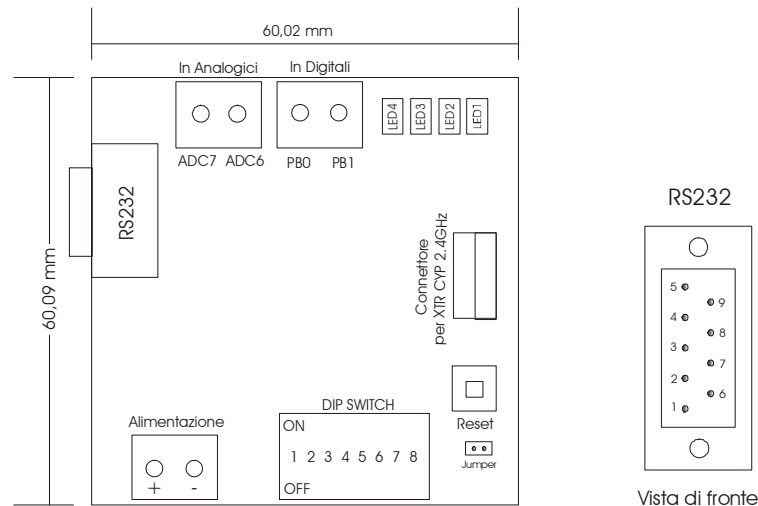 60,02 mm
In Analogici
In Digitali
ADC7 ADC6
PB0 PB1
LED4
LED3
LED2
LED1
RS232
60,09 mm
Connettore
per XTR CYP 2.4GHz
Alimentazione
+ -
DIP SWITCH
ON
1 2 3 4 5 6 7 8
OFF
Reset
Jumper
RS232
5
9
4
8
3
7
2
6
1
Vista di fronte